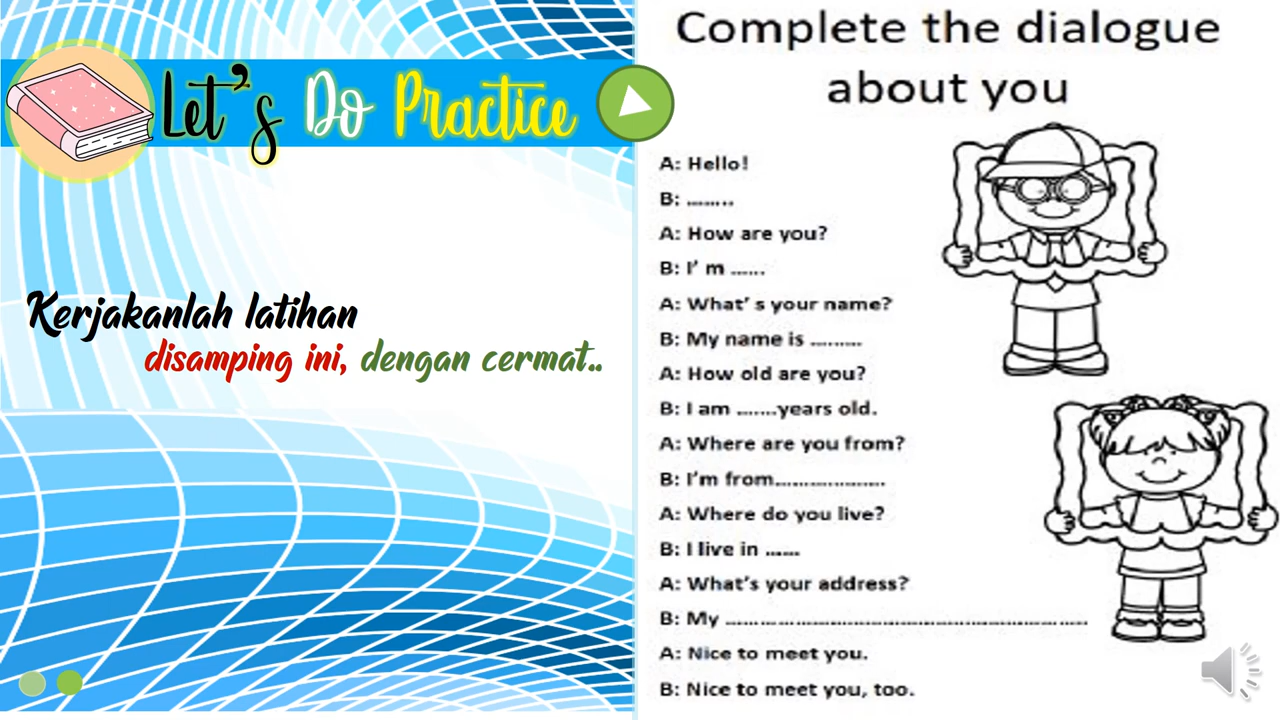 Let's Do Practice
Kerjakanlah latihan
disamping ini, dengan cermat..
Complete the dialogue
about you
A: Hello!
B: ........
A: How are you?
B: I' m ......
A: What' s your name?
B: My name is .........
A: How old are you?
B: I am .......years old.
A: Where are you from?
B: I'm from....................
A: Where do you live?
B: I live in ......
A: What's your address?
B: My ..............................................................
A: Nice to meet you.
B: Nice to meet you, too.